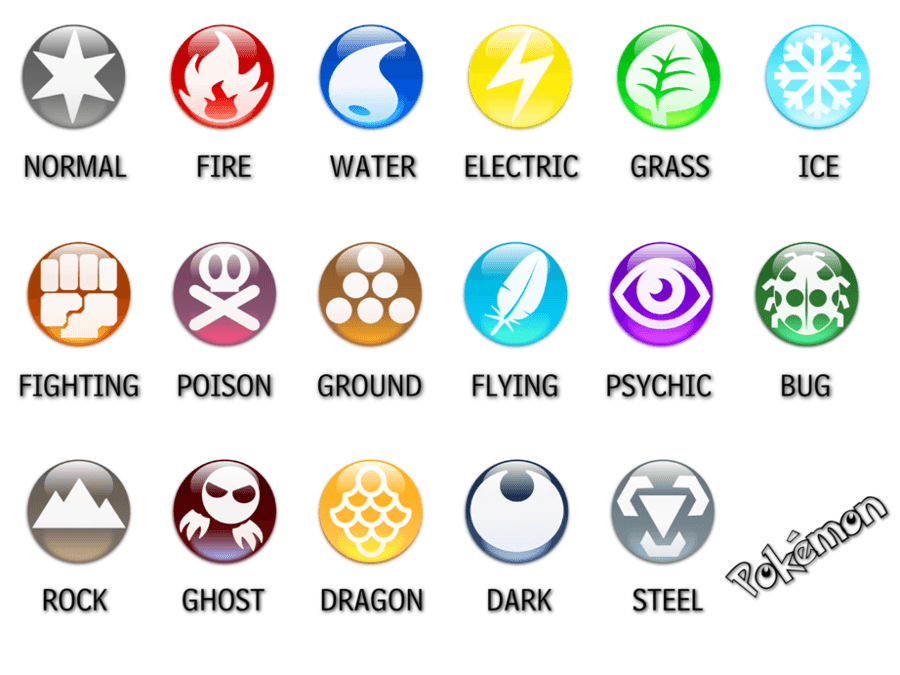 NORMAL FIRE WATER ELECTRIC GRASS ICE
FIGHTING POISON GROUND FLYING PSYCHIC BUG
ROCK GHOST DRAGON DARK STEEL
Pokémon